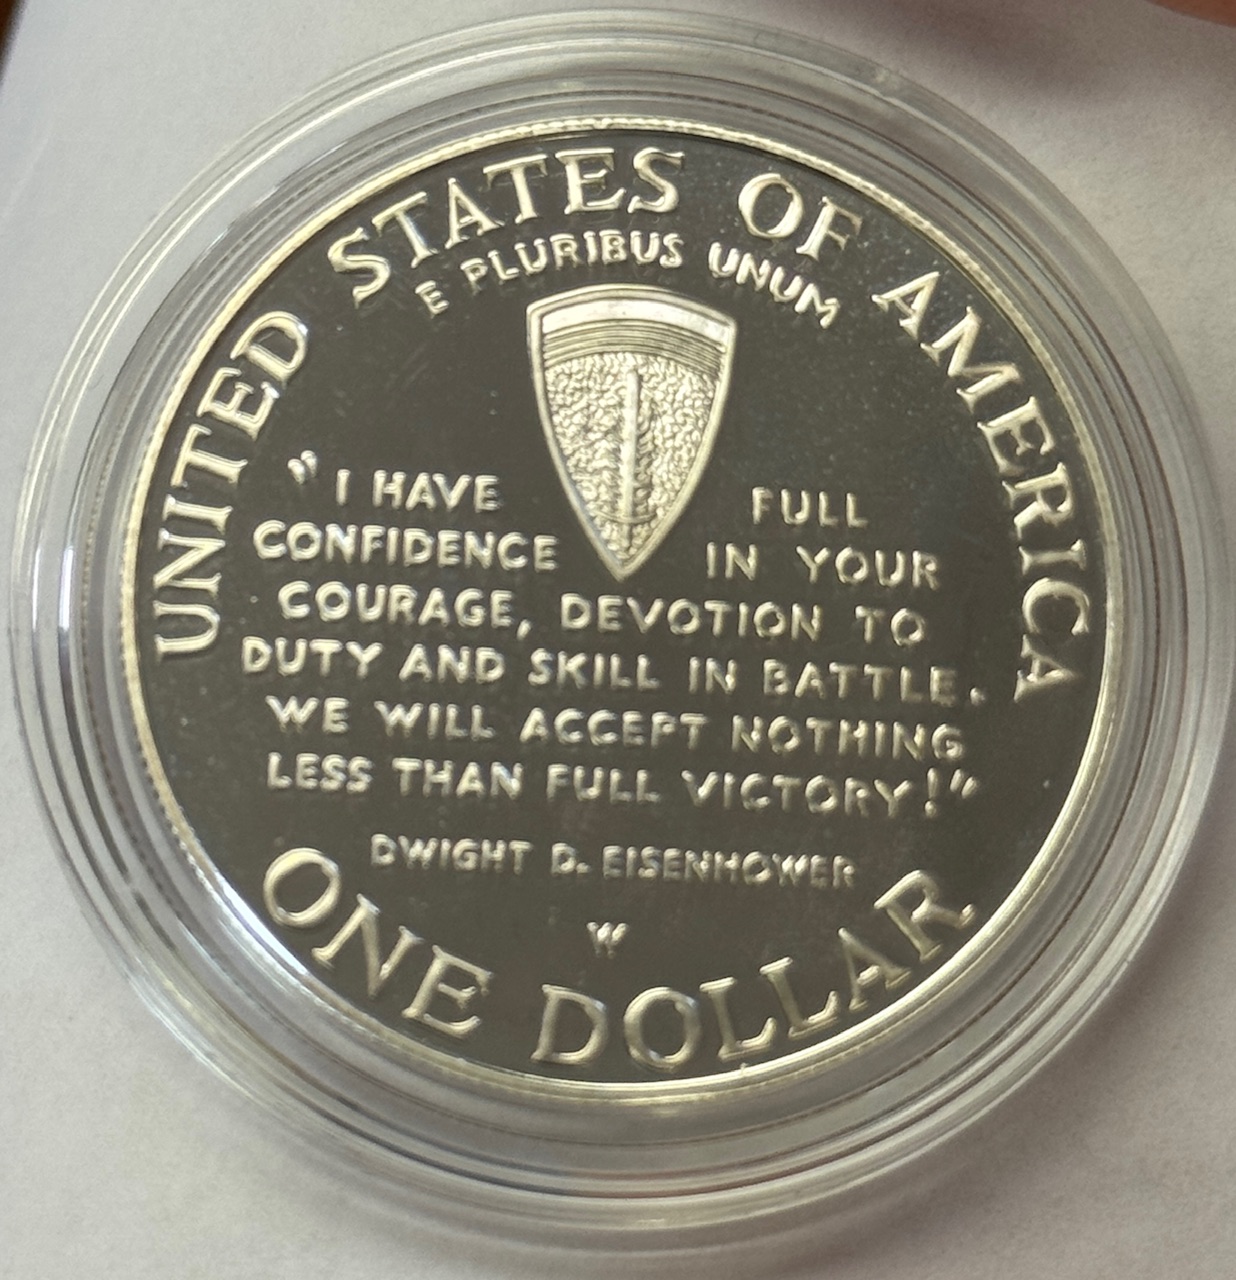 UNITED STATES OF AMERICA
E PLURIBUS UNUM
"I HAVE FULL
CONFIDENCE IN YOUR
COURAGE, DEVOTION TO
DUTY AND SKILL IN BATTLE.
WE WILL ACCEPT NOTHING
LESS THAN FULL VICTORY!"
DWIGHT D. EISENHOWER
W
ONE DOLLAR